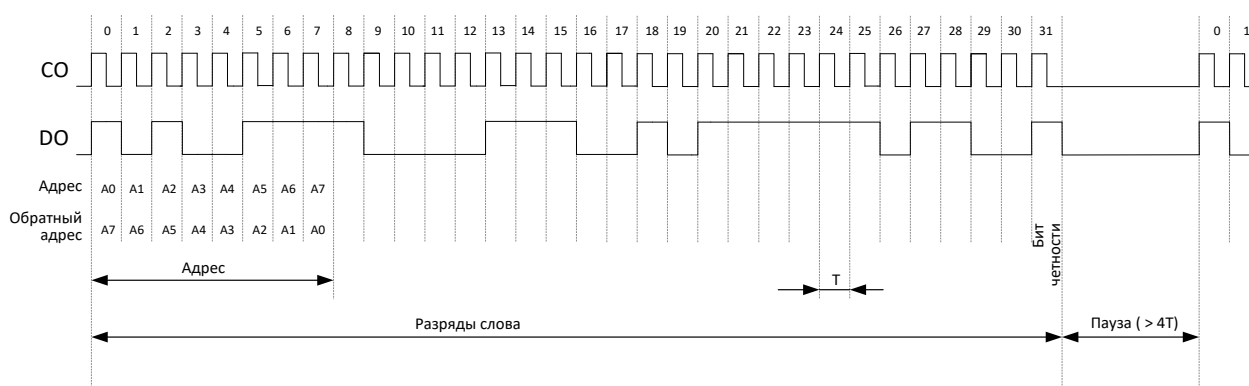 0 1 2 3 4 5 6 7 8 9 10 11 12 13 14 15 16 17 18 19 20 21 22 23 24 25 26 27 28 29 30 31 0 1
CO
DO
Адрес A0 A1 A2 A3 A4 A5 A6 A7
Обратный
адрес A7 A6 A5 A4 A3 A2 A1 A0
Бит
четности
Адрес
T
Разряды слова
Пауза ( > 4T)